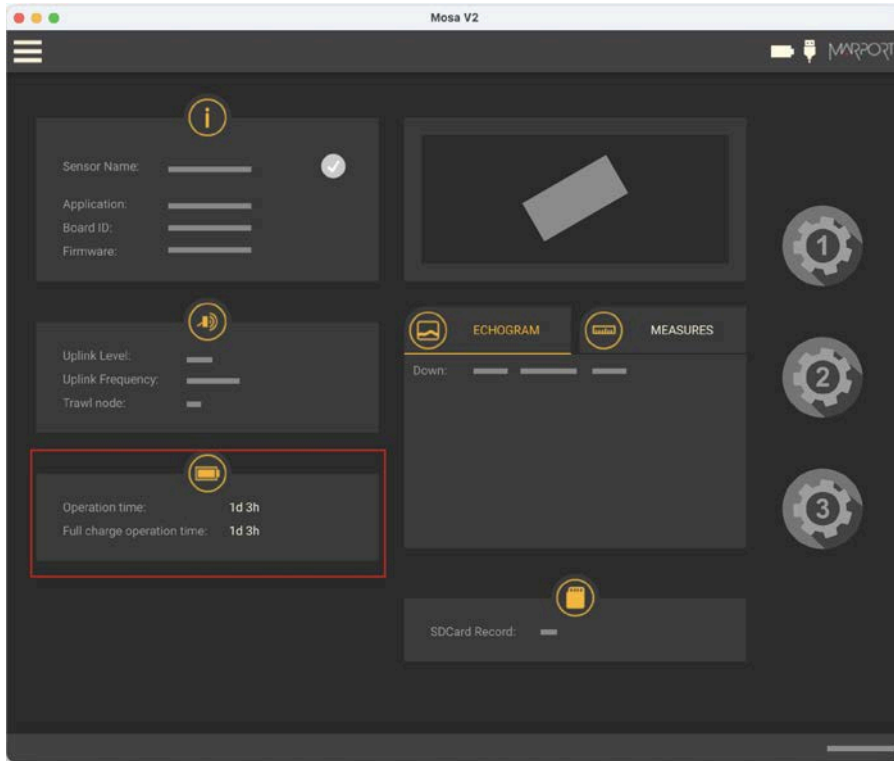 Mosa V2
MARPORT
i
Sensor Name:
Application:
Board ID:
Firmware:
1
Uplink Level:
Uplink Frequency:
Trawl node:
ECHOGRAM
MEASURES
Down:
2
Operation time: 1d 3h
Full charge operation time: 1d 3h
3
SDCard Record: